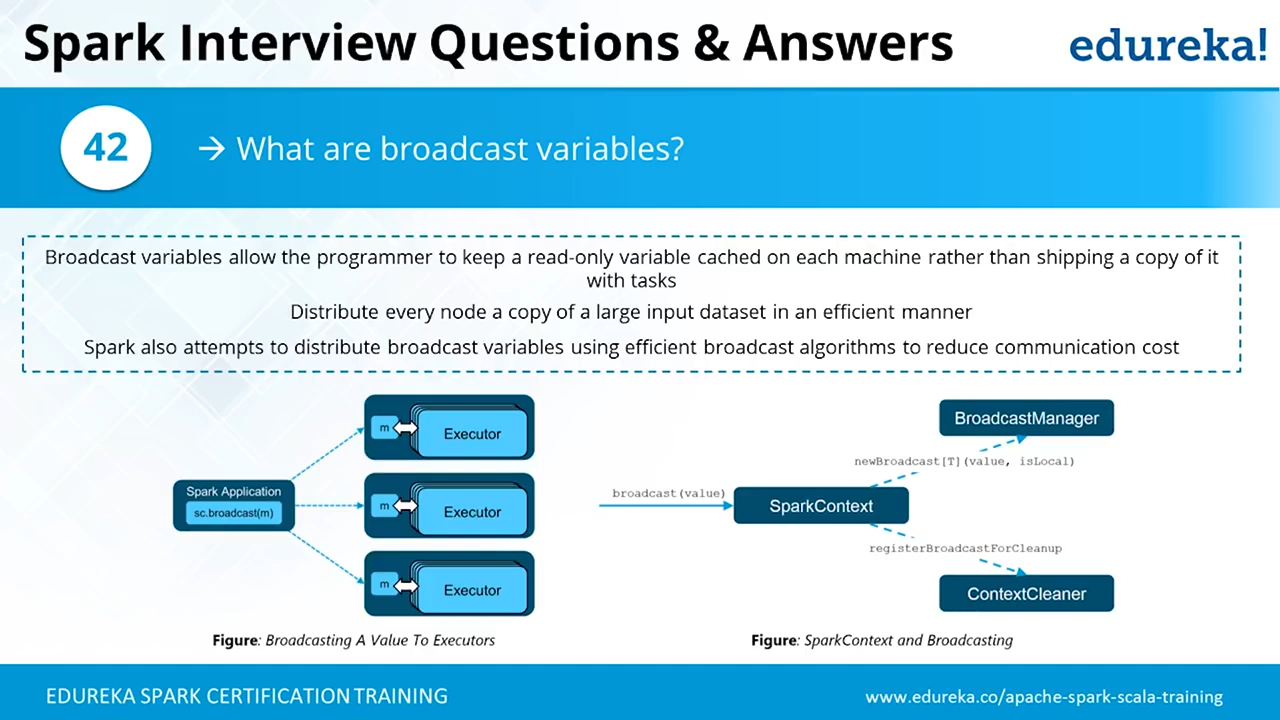 Spark Interview Questions & Answers
edureka!
42
→ What are broadcast variables?
Broadcast variables allow the programmer to keep a read-only variable cached on each machine rather than shipping a copy of it
with tasks
Distribute every node a copy of a large input dataset in an efficient manner
Spark also attempts to distribute broadcast variables using efficient broadcast algorithms to reduce communication cost
Spark Application
sc.broadcast(m)
m
Executor
m
Executor
m
Executor
Figure: Broadcasting A Value To Executors
broadcast(value)
SparkContext
BroadcastManager
newBroadcast[T](value, isLocal)
registerBroadcastForCleanup
ContextCleaner
Figure: SparkContext and Broadcasting
EDUREKA SPARK CERTIFICATION TRAINING
www.edureka.co/apache-spark-scala-training